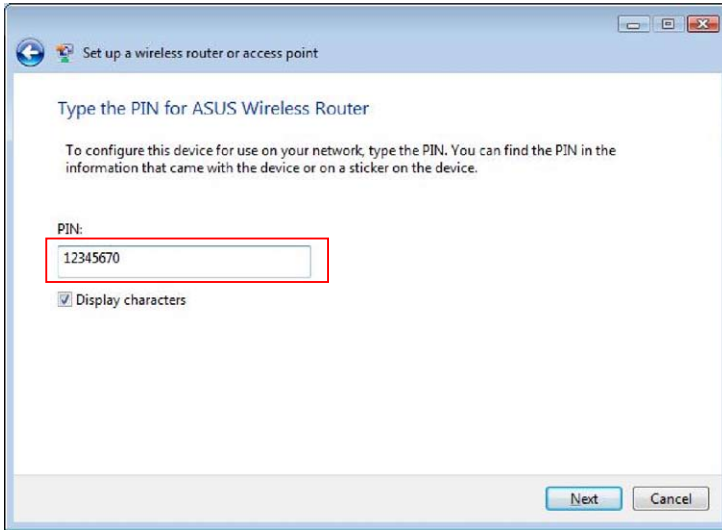 Set up a wireless router or access point
Type the PIN for ASUS Wireless Router
To configure this device for use on your network, type the PIN. You can find the PIN in the
information that came with the device or on a sticker on the device.
PIN:
12345670
Display characters
Next Cancel